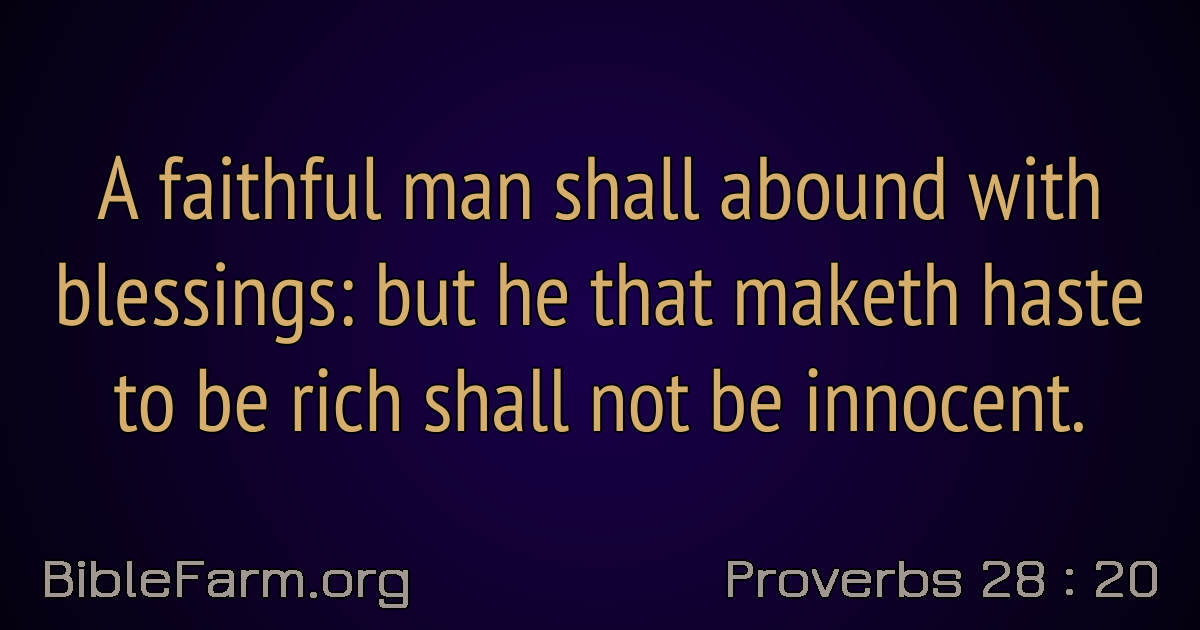 A faithful man shall abound with
blessings: but he that maketh haste
to be rich shall not be innocent.
BibleFarm.org
Proverbs 28 : 20